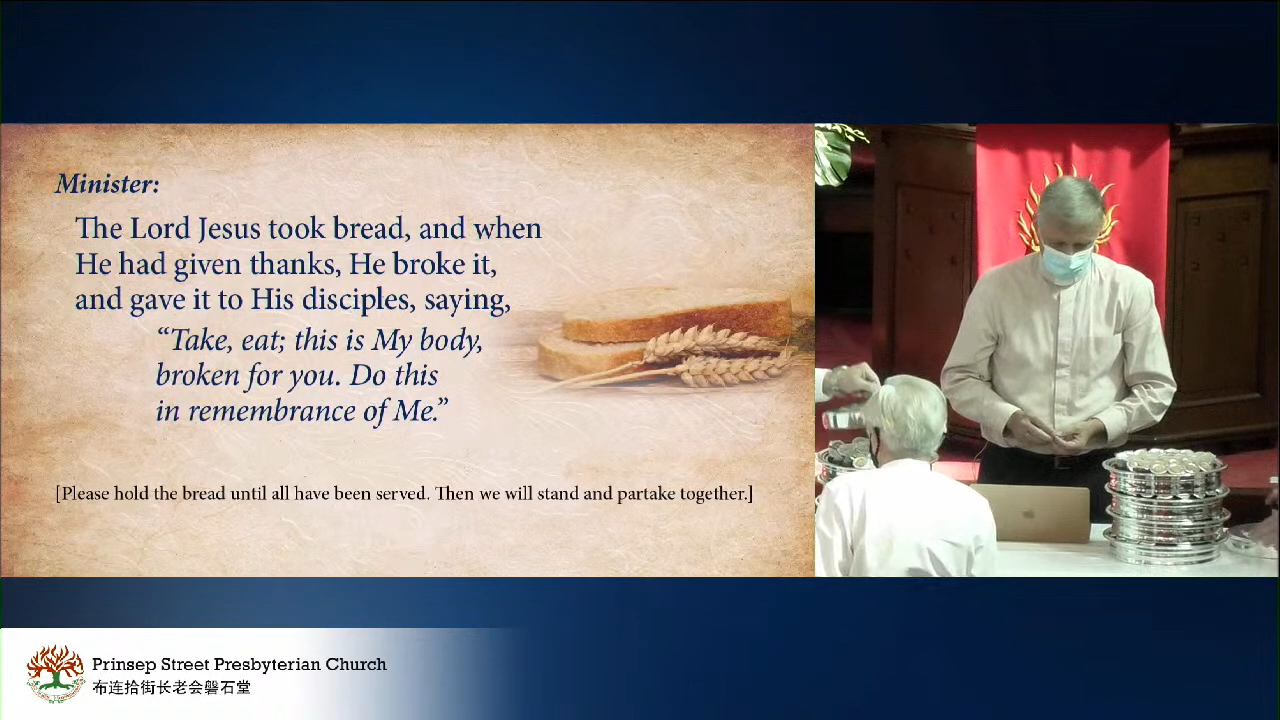 Minister:
The Lord Jesus took bread, and when
He had given thanks, He broke it,
and gave it to His disciples, saying,
“Take, eat; this is My body,
broken for you. Do this
in remembrance of Me.”
[Please hold the bread until all have been served. Then we will stand and partake together.]
Prinsep Street Presbyterian Church
布连拾街长老会磐石堂